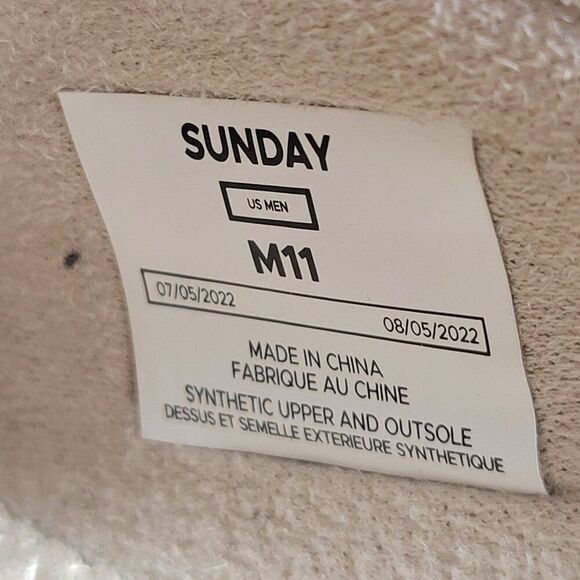 SUNDAY
US MEN
M11
07/05/2022 08/05/2022
MADE IN CHINA
FABRIQUE AU CHINE
SYNTHETIC UPPER AND OUTSOLE
DESSUS ET SEMELLE EXTERIEURE SYNTHETIQUE